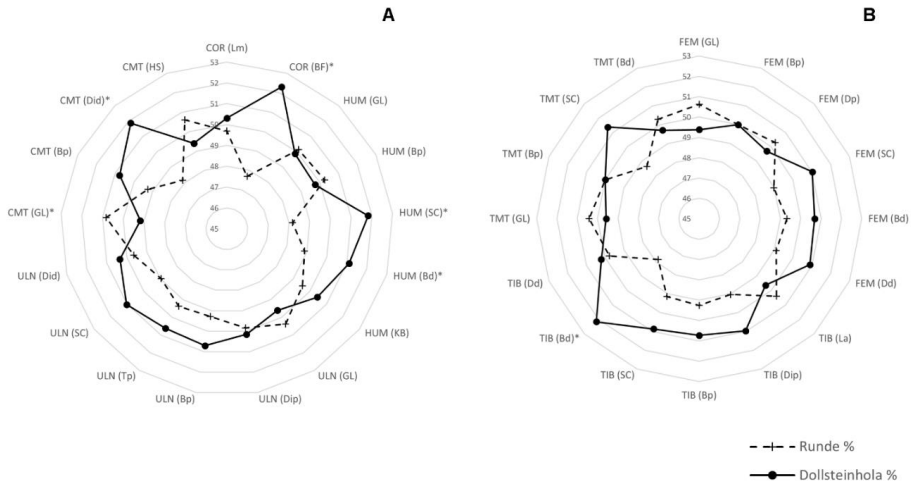 A
COR (Lm)
COR (BF)*
HUM (GL)
HUM (Bp)
HUM (SC)*
HUM (Bd)*
HUM (KB)
ULN (GL)
ULN (Dip)
ULN (Bp)
ULN (Tp)
ULN (SC)
ULN (Did)
CMT (GL)*
CMT (Bp)
CMT (Did)*
CMT (HS)
53
52
51
50
49
48
47
46
45
B
FEM (GL)
FEM (Bp)
FEM (Dp)
FEM (SC)
FEM (Bd)
FEM (Dd)
TIB (La)
TIB (Dip)
TIB (Bp)
TIB (SC)
TIB (Bd)*
TIB (Dd)
TMT (GL)
TMT (Bp)
TMT (SC)
TMT (Bd)
53
52
51
50
49
48
47
46
45
Runde %
Dollsteinhola %